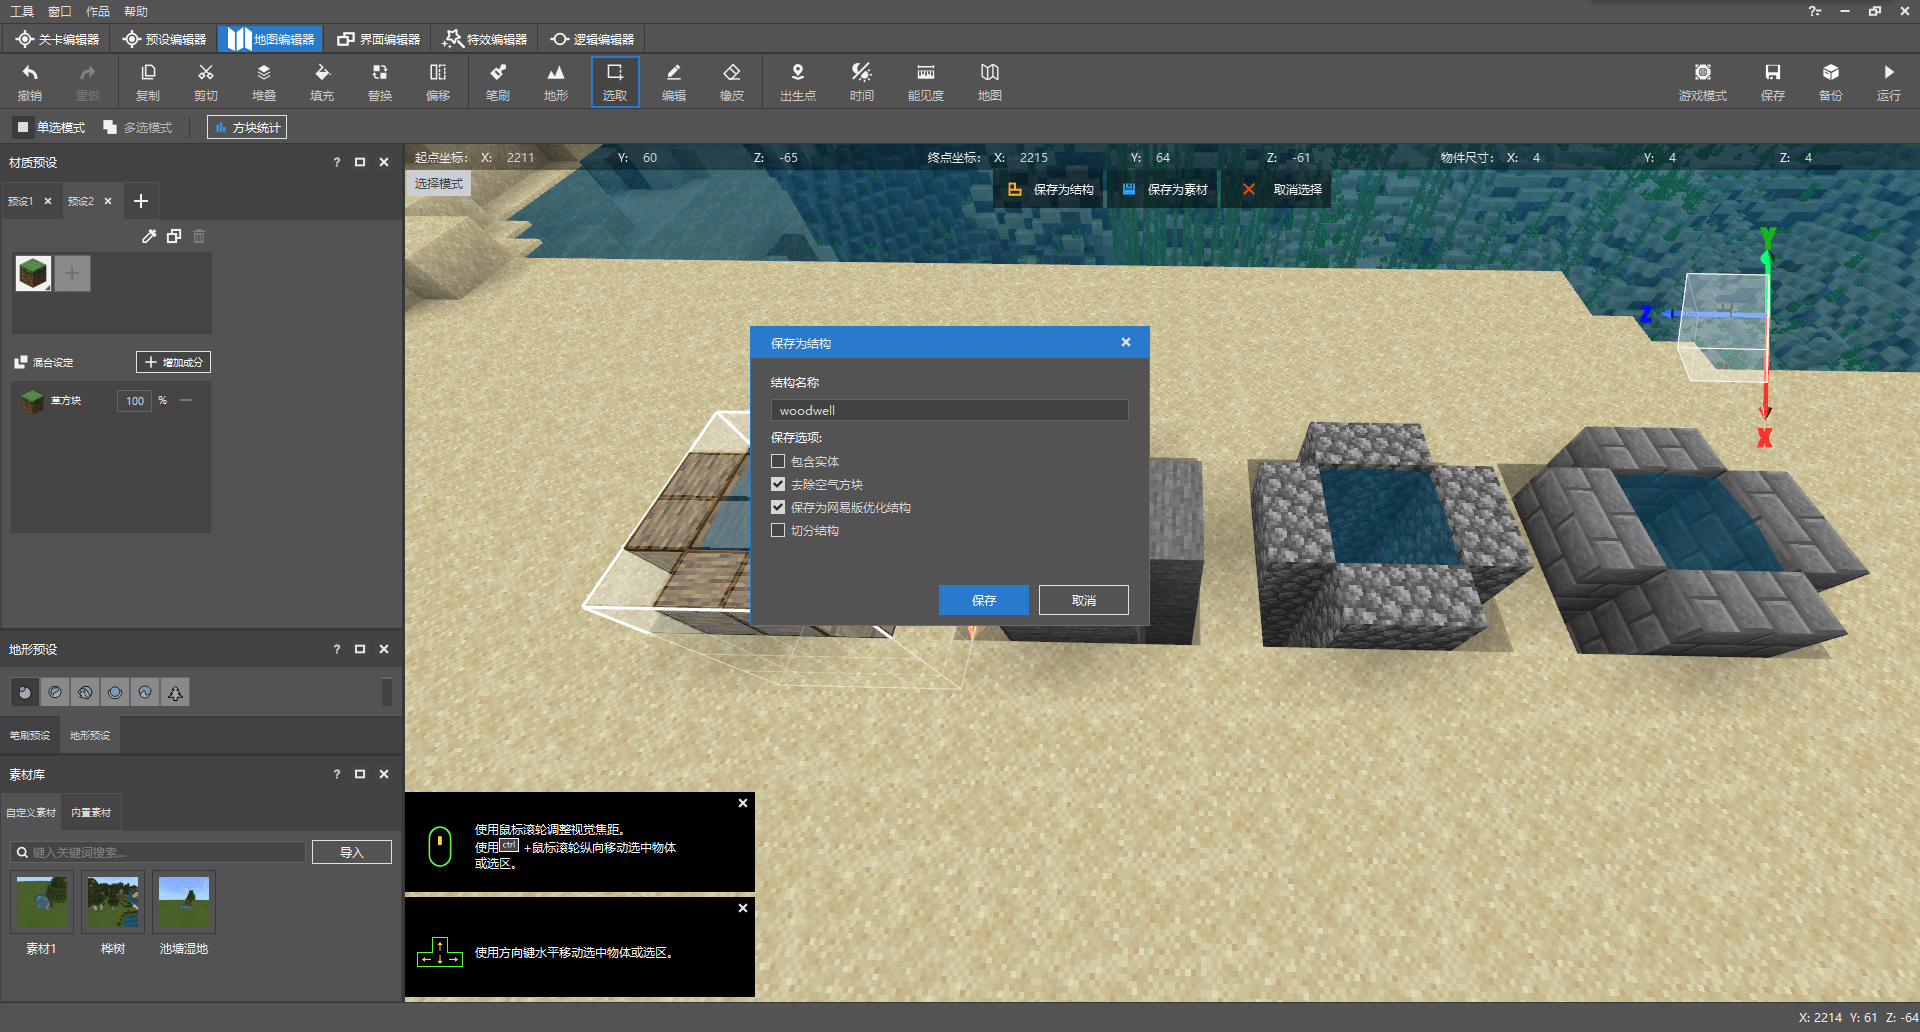 工具 窗口 作品 帮助
关卡编辑器 预设编辑器 地图编辑器 界面编辑器 特效编辑器 逻辑编辑器
撤销 重做 复制 剪切 堆叠 填充 替换 偏移 笔刷 地形 选取 编辑 橡皮 出生点 时间 能见度 地图 游戏模式 保存 备份 运行
单选模式 多选模式 方块统计
材质预设 ?
起点坐标: X: 2211 Y: 60 Z: -65 终点坐标: X: 2215 Y: 64 Z: -61 物件尺寸: X: 4 Y: 4 Z: 4
选择模式
保存为结构 保存为素材 取消选择
预设1 预设2
混合设定 增加成分
草方块 100 %
Y
Z
X
保存为结构
结构名称
woodwell
保存选项:
包含实体
去除空气方块
保存为网易版优化结构
切分结构
保存 取消
地形预设 ?
笔刷预设 地形预设
素材库 ?
自定义素材 内置素材
键入关键词搜索... 导入
素材1 桦树 池塘湿地
使用鼠标滚轮调整视觉焦距。
使用ctrl+鼠标滚轮纵向移动选中物体
或选区。
使用方向键水平移动选中物体或选区。
X: 2214 Y: 61 Z: -64